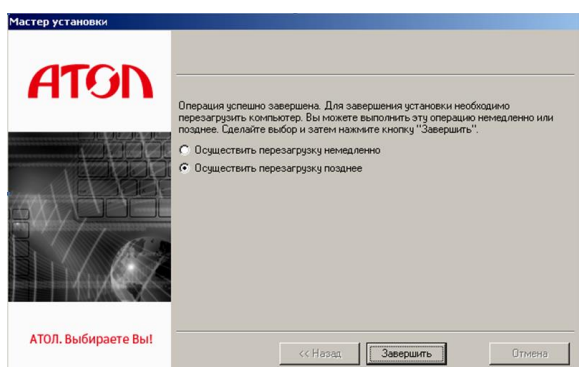 Мастер установки
АТОЛ
Операция успешно завершена. Для завершения установки необходимо
перезагрузить компьютер. Вы можете выполнить эту операцию немедленно или
позднее. Сделайте выбор и затем нажмите кнопку "Завершить".
Осуществить перезагрузку немедленно
Осуществить перезагрузку позднее
АТОЛ. Выбираете Вы!
<< Назад
Завершить
Отмена